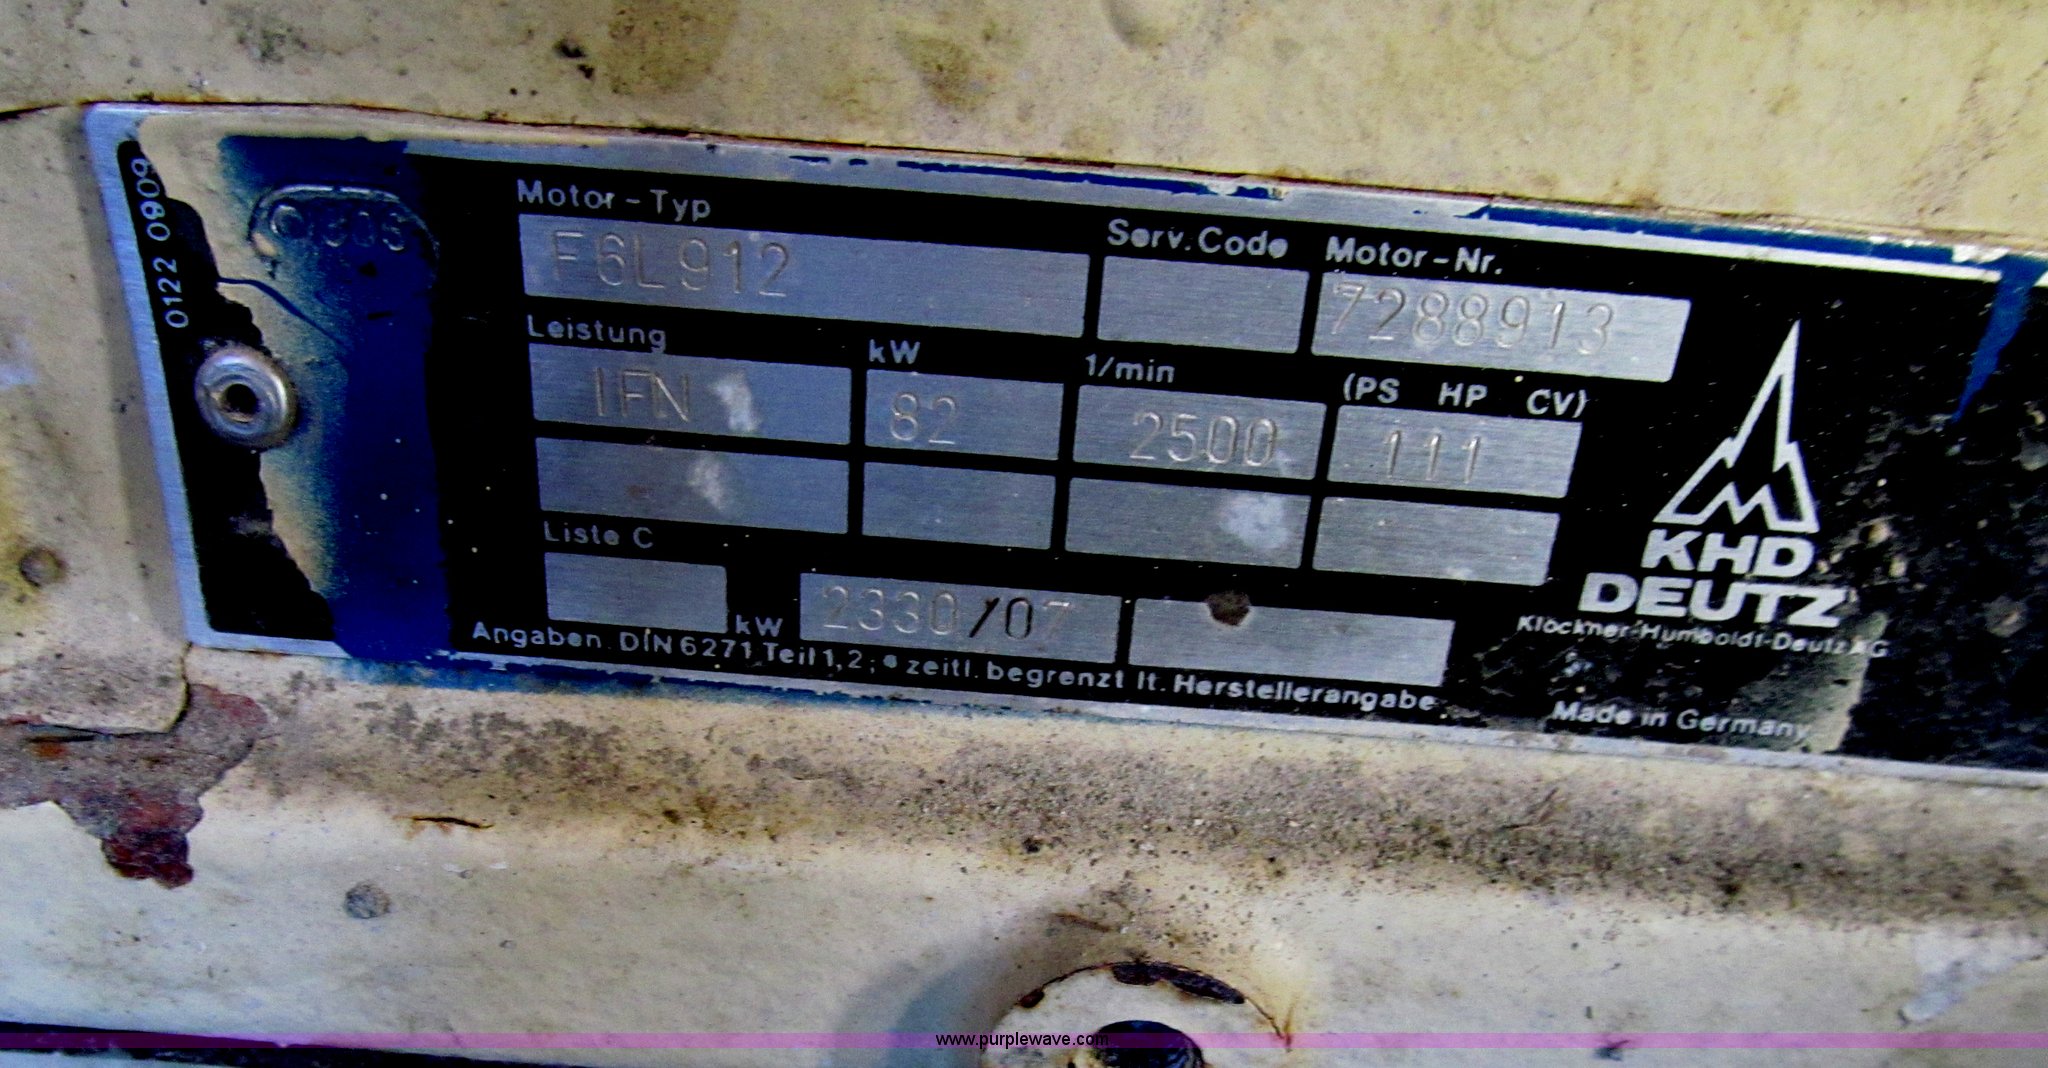 0122 0909
Motor-Typ Serv.Code Motor-Nr.
F6L912 7288913
Leistung kW 1/min (PS HP CV)
IFN 82 2500 111
Liste C
kW 2330/07
Angaben DIN 6271 Teil 1,2; * zeitl. begrenzt lt. Herstellerangabe
KHD
DEUTZ
Klöckner-Humboldt-Deutz AG
Made in Germany
www.purplewave.com